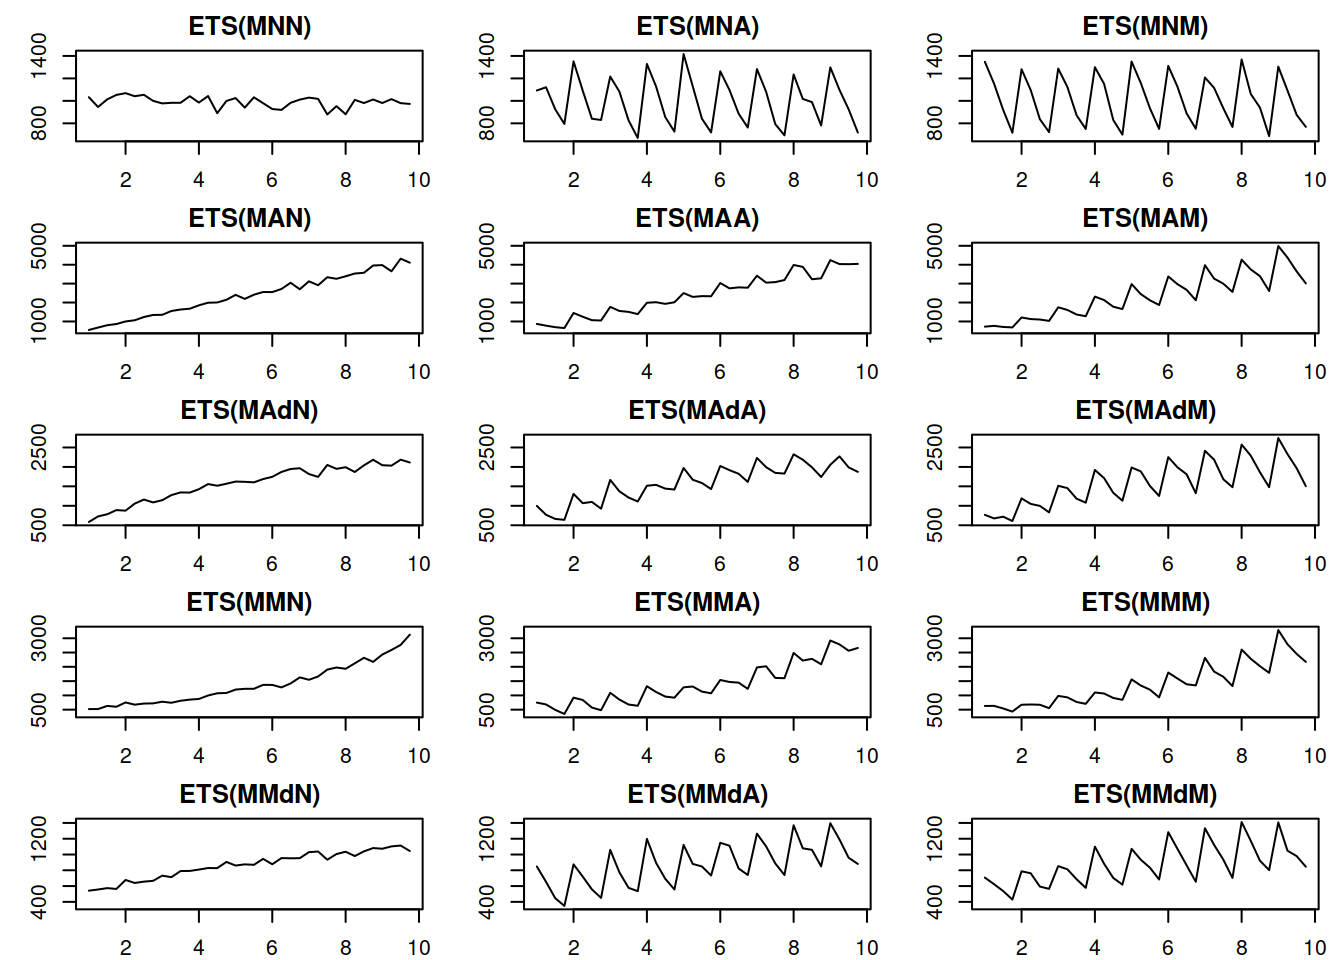 ETS(MNN) ETS(MNA) ETS(MNM)
800 1400 800 1400 800 1400
2 4 6 8 10 2 4 6 8 10 2 4 6 8 10
ETS(MAN) ETS(MAA) ETS(MAM)
1000 5000 1000 5000 1000 5000
2 4 6 8 10 2 4 6 8 10 2 4 6 8 10
ETS(MAdN) ETS(MAdA) ETS(MAdM)
500 2500 500 2500 500 2500
2 4 6 8 10 2 4 6 8 10 2 4 6 8 10
ETS(MMN) ETS(MMA) ETS(MMM)
500 3000 500 3000 500 3000
2 4 6 8 10 2 4 6 8 10 2 4 6 8 10
ETS(MMdN) ETS(MMdA) ETS(MMdM)
400 1200 400 1200 400 1200
2 4 6 8 10 2 4 6 8 10 2 4 6 8 10